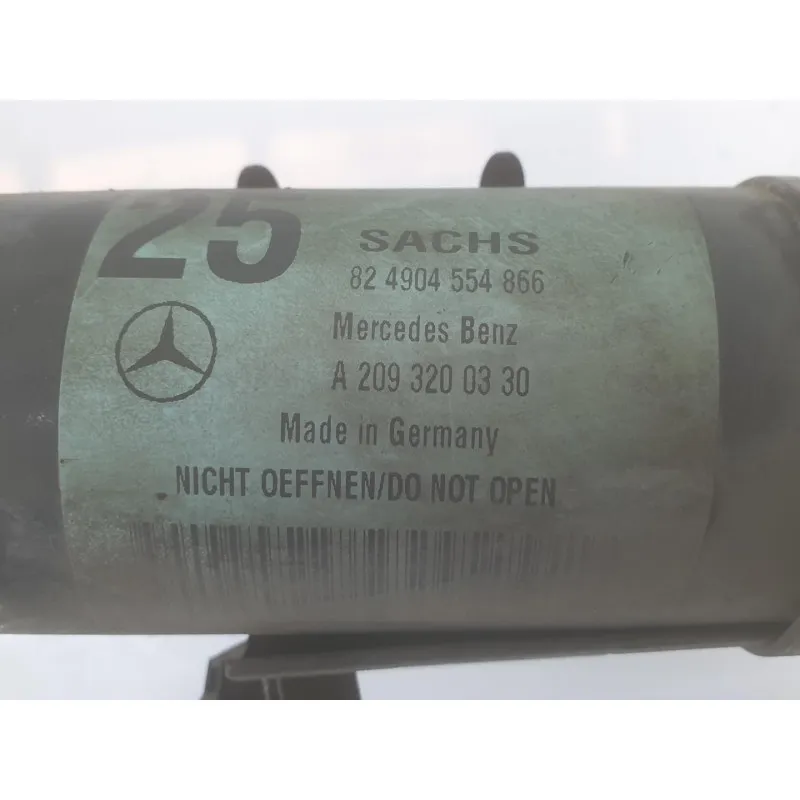 25
SACHS
82 4904 554 866
Mercedes Benz
A 209 320 03 30
Made in Germany
NICHT OEFFNEN/DO NOT OPEN